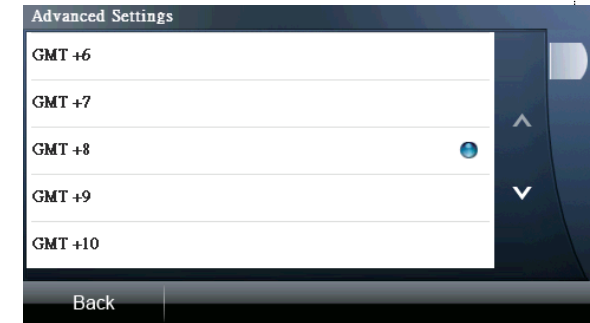 Advanced Settings
GMT +6
GMT +7
GMT +8
GMT +9
GMT +10
Back